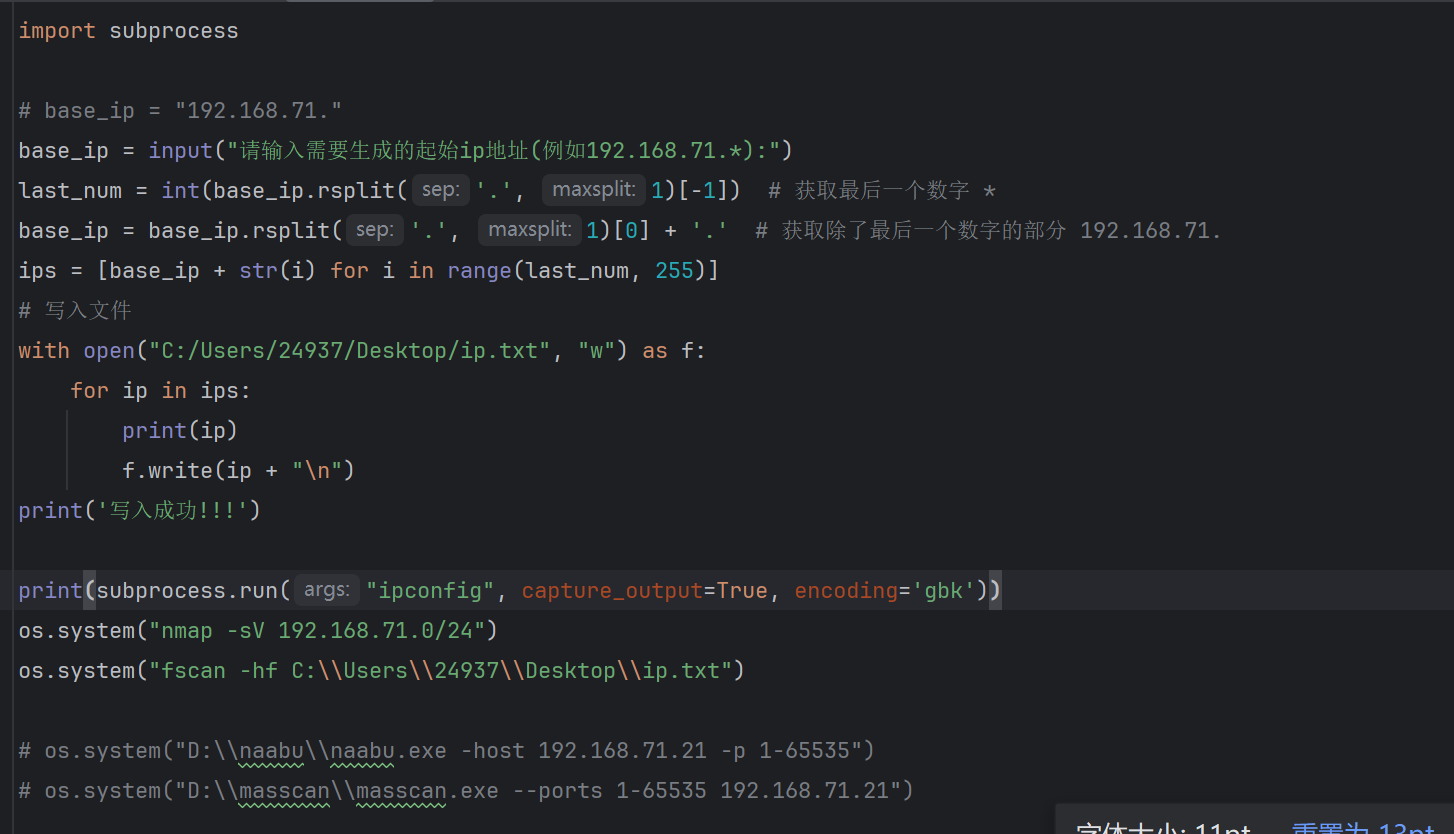 import subprocess
# base_ip = "192.168.71."
base_ip = input("请输入需要生成的起始ip地址(例如192.168.71.*):")
last_num = int(base_ip.rsplit( sep: '.', maxsplit: 1)[-1])  # 获取最后一个数字 *
base_ip = base_ip.rsplit( sep: '.', maxsplit: 1)[0] + '.'  # 获取除了最后一个数字的部分 192.168.71.
ips = [base_ip + str(i) for i in range(last_num, 255)]
# 写入文件
with open("C:/Users/24937/Desktop/ip.txt", "w") as f:
    for ip in ips:
        print(ip)
        f.write(ip + "\n")
print('写入成功!!!')
print(subprocess.run( args: "ipconfig", capture_output=True, encoding='gbk'))
os.system("nmap -sV 192.168.71.0/24")
os.system("fscan -hf C:\\Users\\24937\\Desktop\\ip.txt")
# os.system("D:\\naabu\\naabu.exe -host 192.168.71.21 -p 1-65535")
# os.system("D:\\masscan\\masscan.exe --ports 1-65535 192.168.71.21")
字体大小: 11pt 重置为 13pt